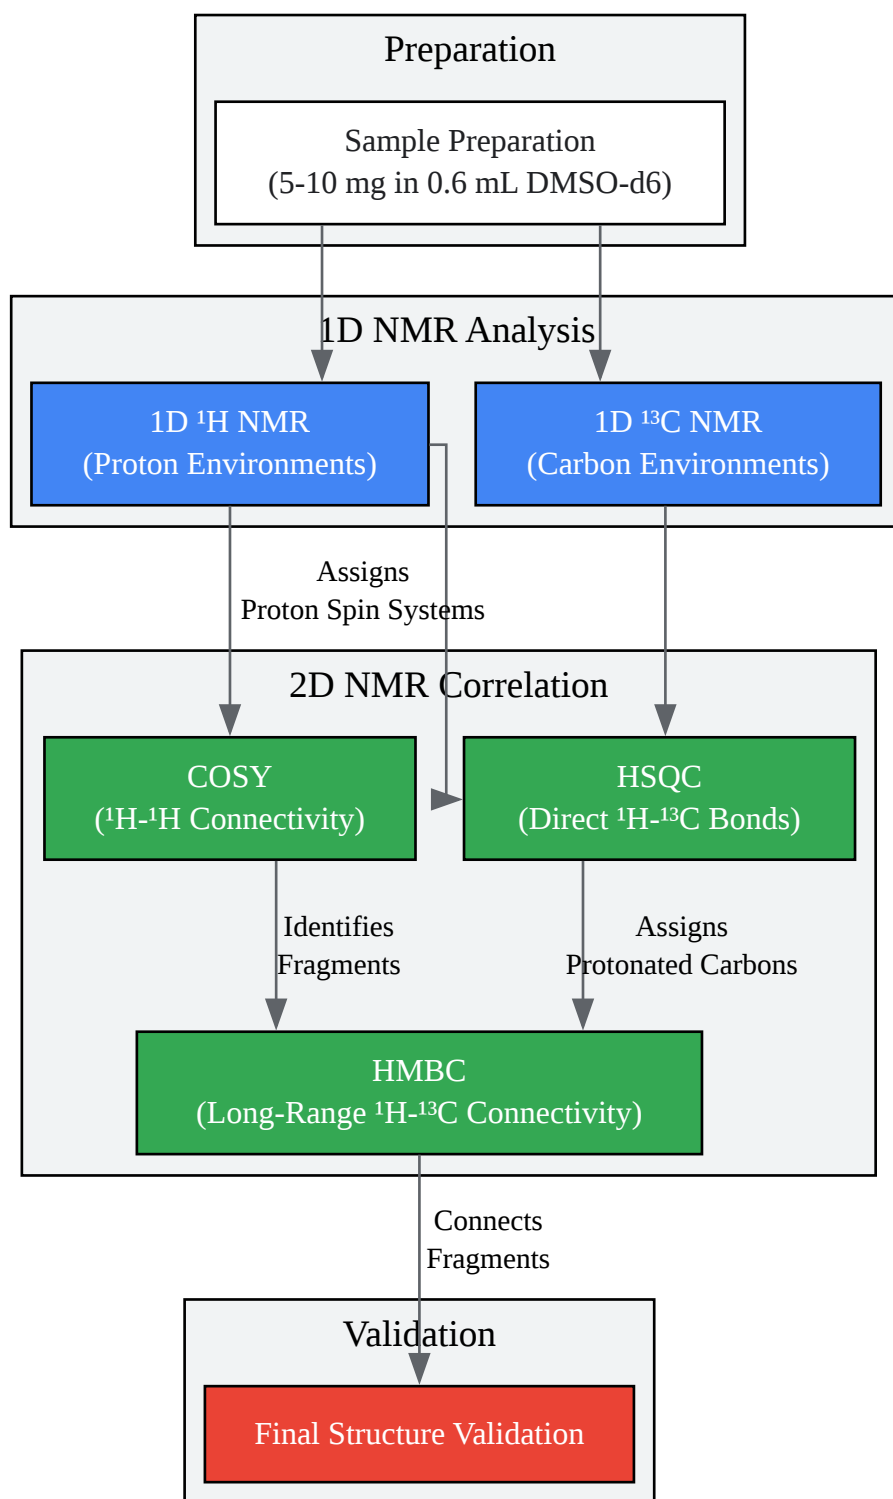 Preparation
Sample Preparation
(5-10 mg in 0.6 mL DMSO-d6)
1D NMR Analysis
1D ¹H NMR
(Proton Environments)
1D ¹³C NMR
(Carbon Environments)
Assigns
Proton Spin Systems
2D NMR Correlation
COSY
(¹H-¹H Connectivity)
HSQC
(Direct ¹H-¹³C Bonds)
Identifies
Fragments
Assigns
Protonated Carbons
HMBC
(Long-Range ¹H-¹³C Connectivity)
Connects
Fragments
Validation
Final Structure Validation